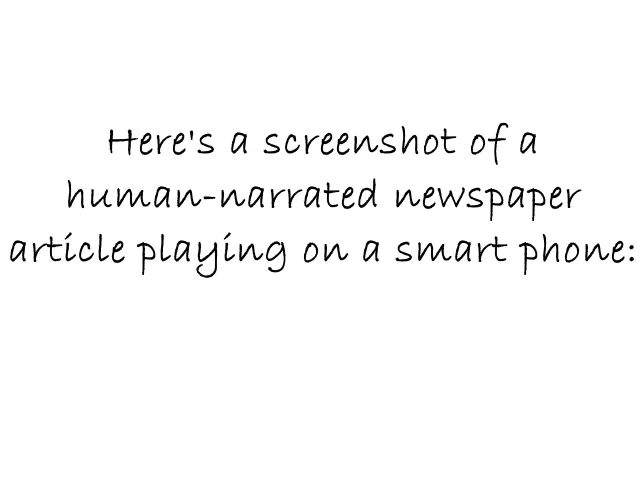 Here's a screenshot of a
human-narrated newspaper
article playing on a smart phone: